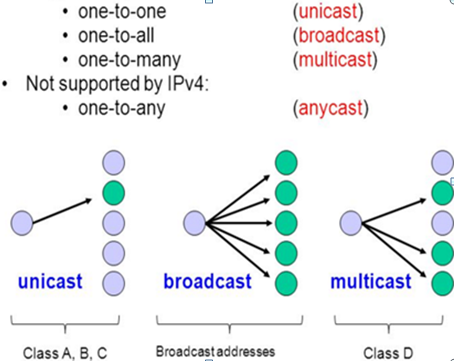 • one-to-one (unicast)
• one-to-all (broadcast)
• one-to-many (multicast)
• Not supported by IPv4:
• one-to-any (anycast)
unicast broadcast multicast
Class A, B, C Broadcast addresses Class D